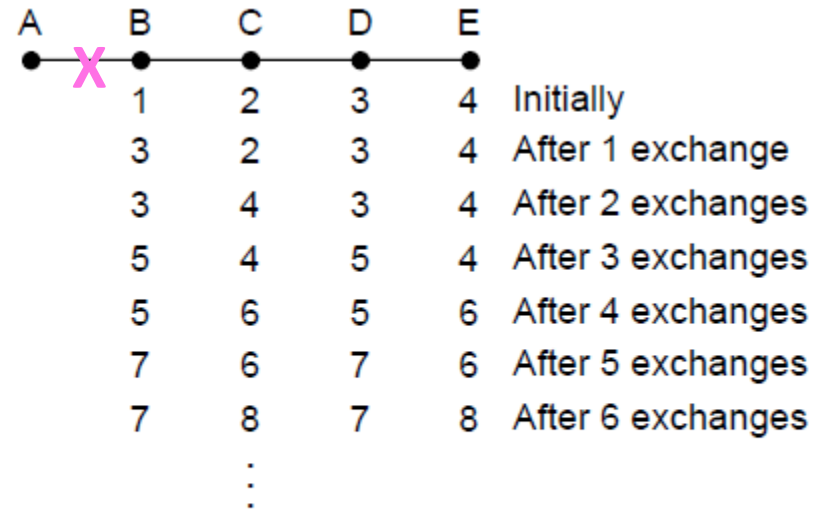 A B C D E
X
1 2 3 4 Initially
3 2 3 4 After 1 exchange
3 4 3 4 After 2 exchanges
5 4 5 4 After 3 exchanges
5 6 5 6 After 4 exchanges
7 6 7 6 After 5 exchanges
7 8 7 8 After 6 exchanges
⋮